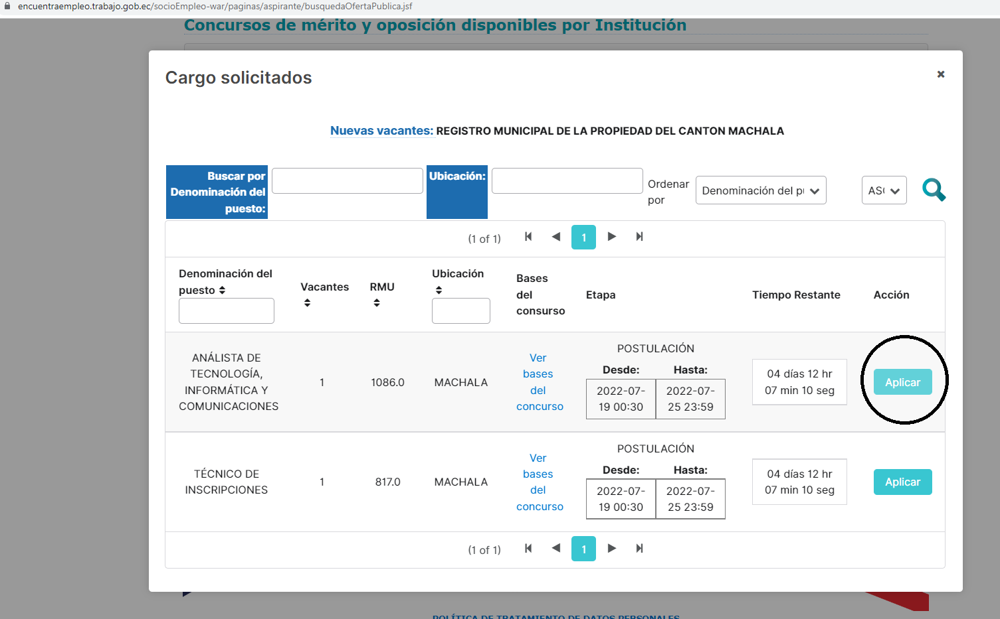 encuentraempleo.trabajo.gob.ec/socioEmpleo-war/paginas/aspirante/busquedaOfertaPublica.jsf
Concursos de mérito y oposición disponibles por Institución
Cargo solicitados
Nuevas vacantes: REGISTRO MUNICIPAL DE LA PROPIEDAD DEL CANTON MACHALA
Buscar por
Denominación del
puesto:
Ubicación:
Ordenar
por
Denominación del p
AS
(1 of 1)
1
Denominación del
puesto
Vacantes
RMU
Ubicación
Bases
del
consurso
Etapa
Tiempo Restante
Acción
ANÁLISTA DE
TECNOLOGÍA,
INFORMÁTICA Y
COMUNICACIONES
1
1086.0
MACHALA
Ver
bases
del
concurso
POSTULACIÓN
Desde: Hasta:
2022-07-
19 00:30
2022-07-
25 23:59
04 días 12 hr
07 min 10 seg
Aplicar
TÉCNICO DE
INSCRIPCIONES
1
817.0
MACHALA
Ver
bases
del
concurso
POSTULACIÓN
Desde: Hasta:
2022-07-
19 00:30
2022-07-
25 23:59
04 días 12 hr
07 min 10 seg
Aplicar
(1 of 1)
1
POLÍTICA DE TRATAMIENTO DE DATOS PERSONALES